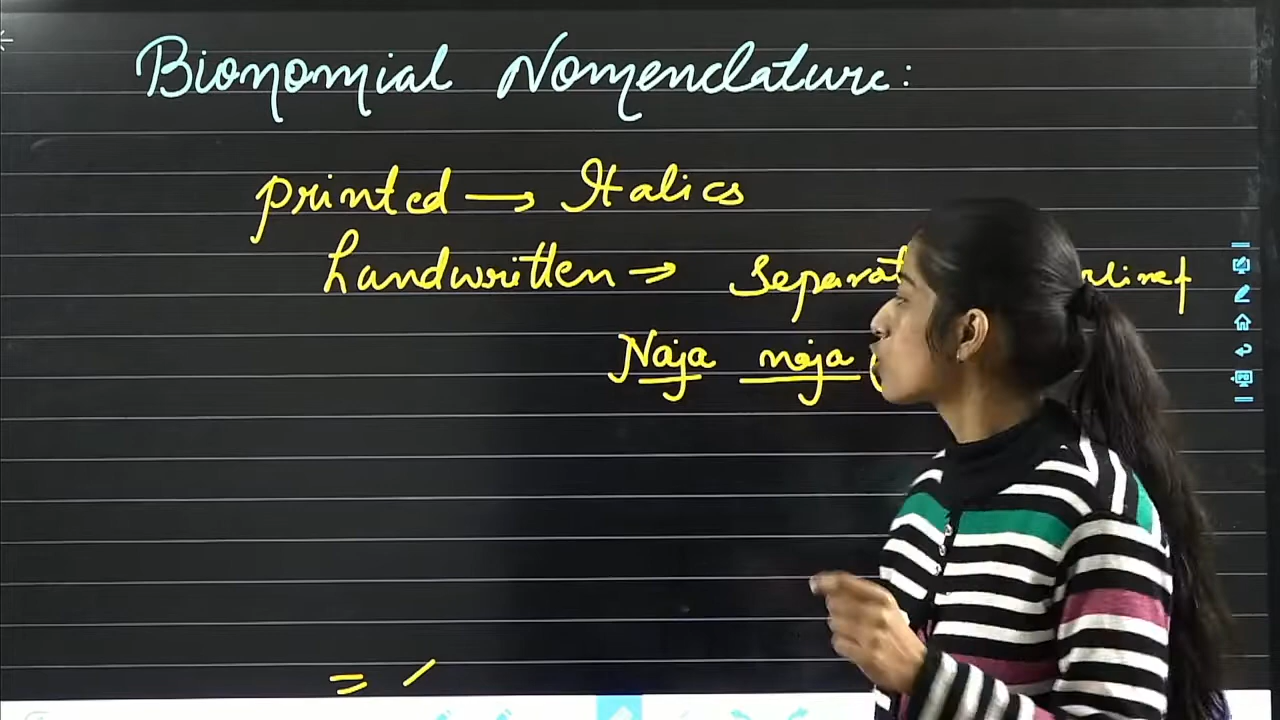 Bionomial Nomenclature:
printed → Italics
handwritten →
Naja naja (
= /